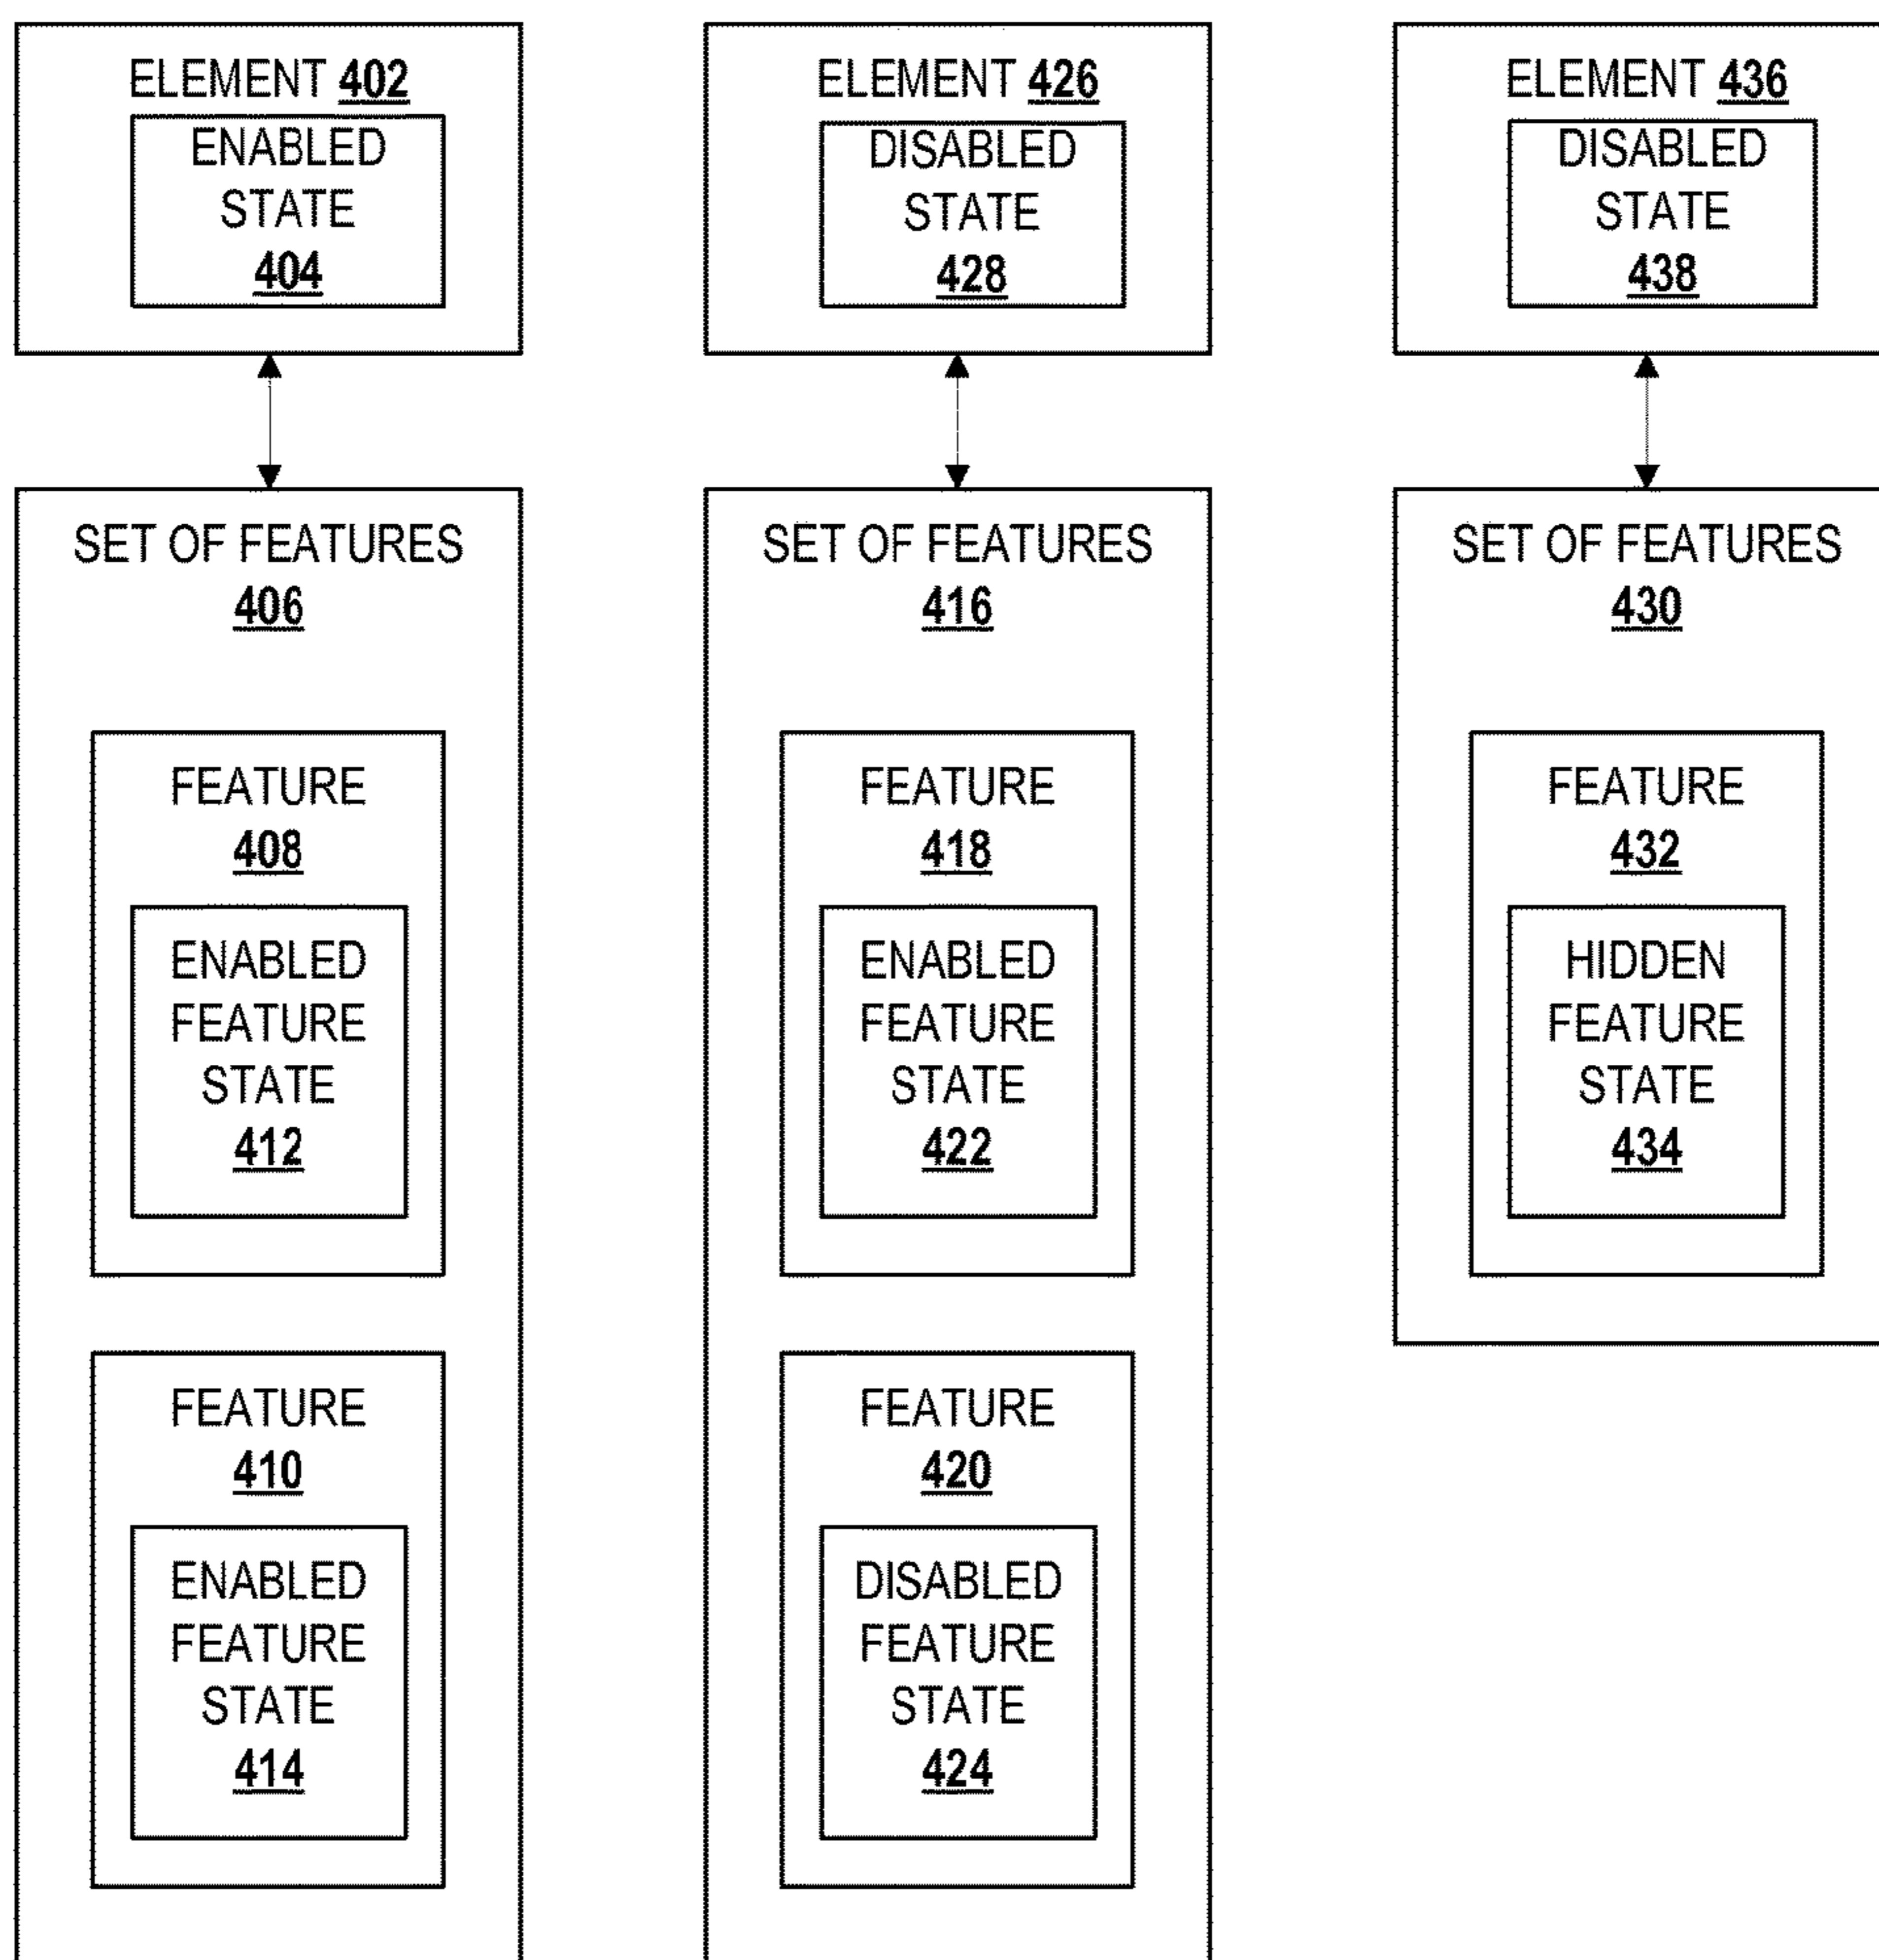 ELEMENT 402
ENABLED
STATE
404
SET OF FEATURES
406
FEATURE
408
ENABLED
FEATURE
STATE
412
FEATURE
410
ENABLED
FEATURE
STATE
414
ELEMENT 426
DISABLED
STATE
428
SET OF FEATURES
416
FEATURE
418
ENABLED
FEATURE
STATE
422
FEATURE
420
DISABLED
FEATURE
STATE
424
ELEMENT 436
DISABLED
STATE
438
SET OF FEATURES
430
FEATURE
432
HIDDEN
FEATURE
STATE
434